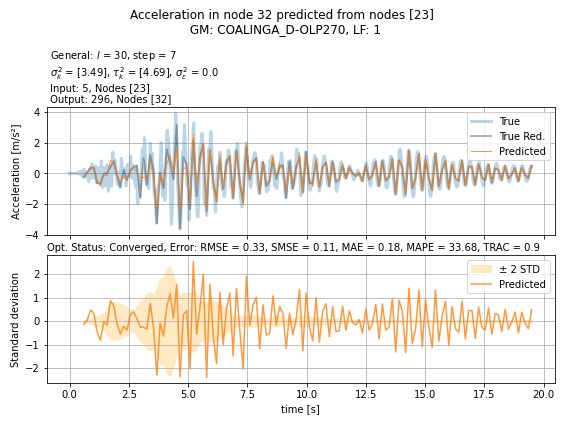 Acceleration in node 32 predicted from nodes [23]
GM: COALINGA_D-OLP270, LF: 1
General: l = 30, step = 7
σ²ₖ = [3.49], τ²ₖ = [4.69], σ²ε = 0.0
Input: 5, Nodes [23]
Output: 296, Nodes [32]
Acceleration [m/s²]
4
2
0
−2
−4
True
True Red.
Predicted
Opt. Status: Converged, Error: RMSE = 0.33, SMSE = 0.11, MAE = 0.18, MAPE = 33.68, TRAC = 0.9
Standard deviation
2
1
0
−1
−2
± 2 STD
Predicted
0.0 2.5 5.0 7.5 10.0 12.5 15.0 17.5 20.0
time [s]